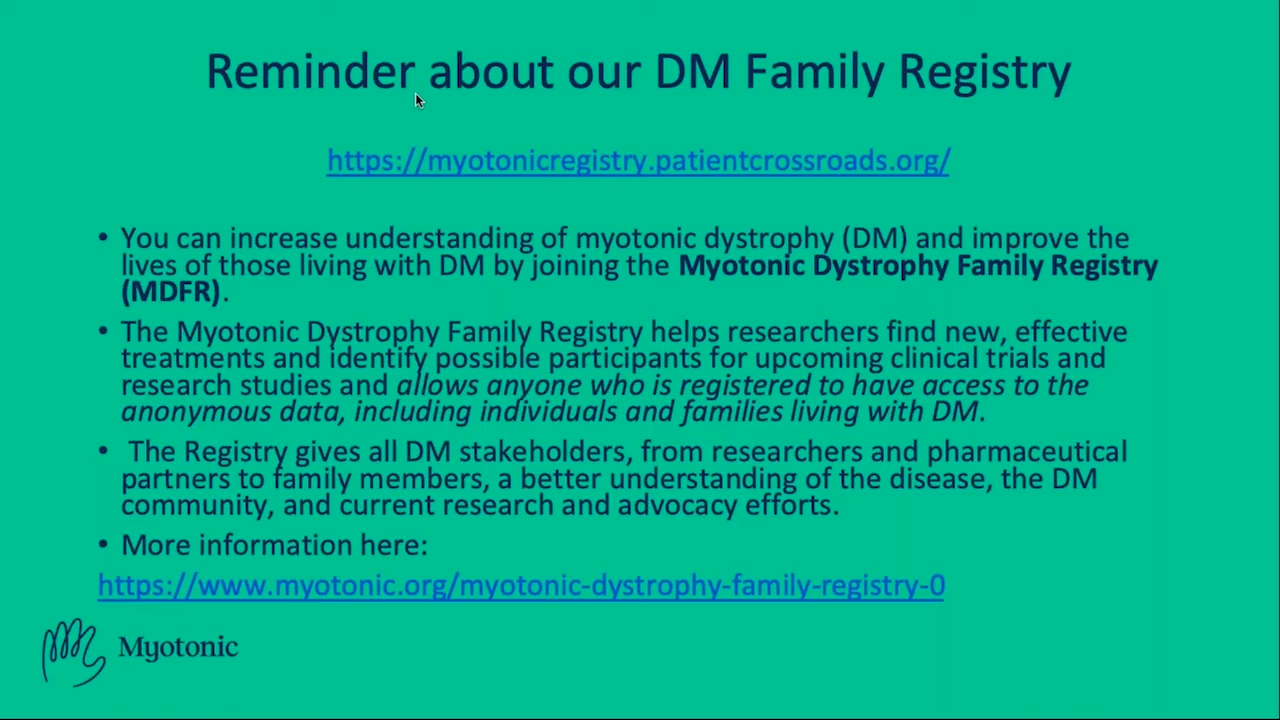 Reminder about our DM Family Registry
https://myotonicregistry.patientcrossroads.org/
• You can increase understanding of myotonic dystrophy (DM) and improve the
lives of those living with DM by joining the Myotonic Dystrophy Family Registry
(MDFR).
• The Myotonic Dystrophy Family Registry helps researchers find new, effective
treatments and identify possible participants for upcoming clinical trials and
research studies and allows anyone who is registered to have access to the
anonymous data, including individuals and families living with DM.
• The Registry gives all DM stakeholders, from researchers and pharmaceutical
partners to family members, a better understanding of the disease, the DM
community, and current research and advocacy efforts.
• More information here:
https://www.myotonic.org/myotonic-dystrophy-family-registry-0
Myotonic